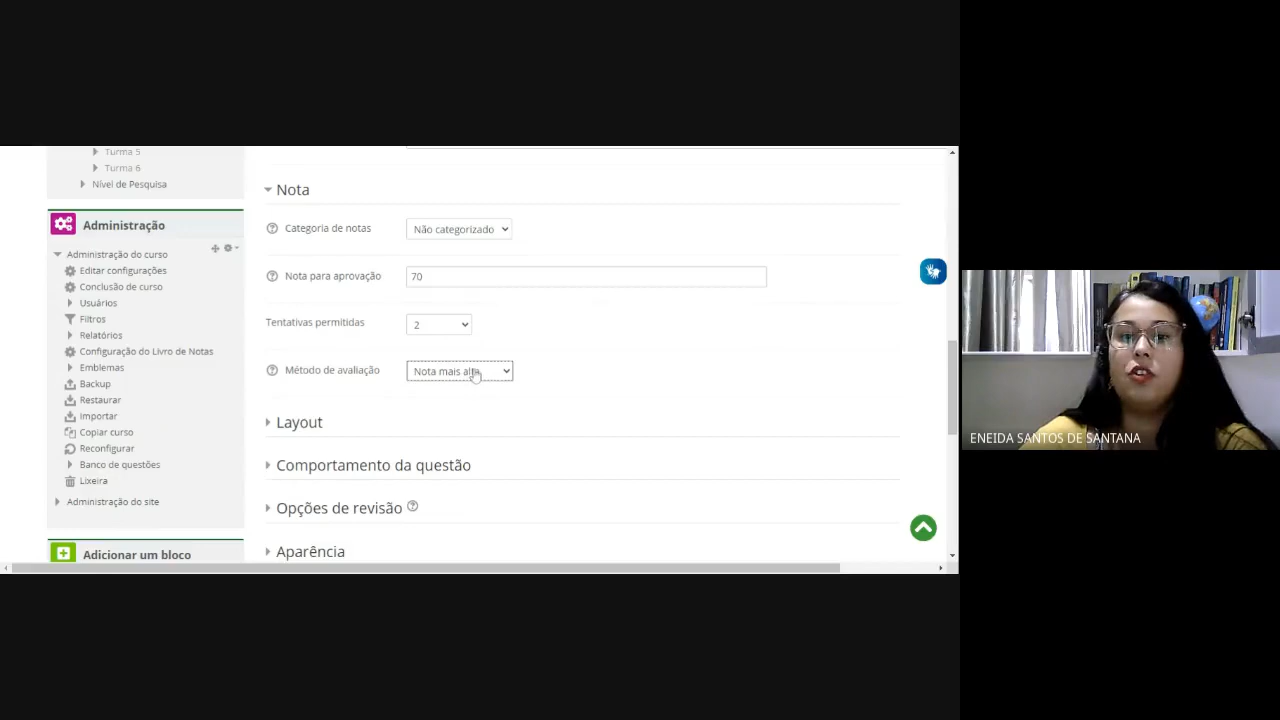 Turma 5
Turma 6
Nível de Pesquisa
Administração
Administração do curso
Editar configurações
Conclusão de curso
Usuários
Filtros
Relatórios
Configuração do Livro de Notas
Emblemas
Backup
Restaurar
Importar
Copiar curso
Reconfigurar
Banco de questões
Lixeira
Administração do site
Adicionar um bloco
Nota
Categoria de notas
Não categorizado
Nota para aprovação
70
Tentativas permitidas
2
Método de avaliação
Nota mais alta
Layout
Comportamento da questão
Opções de revisão
Aparência
ENEIDA SANTOS DE SANTANA